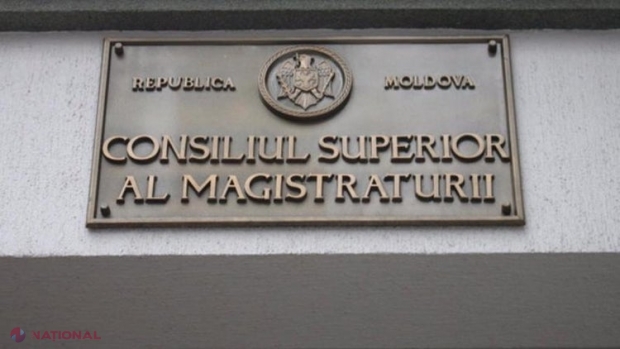 REPUBLICA MOLDOVA
CONSILIUL SUPERIOR
AL MAGISTRATURII
NATIONAL